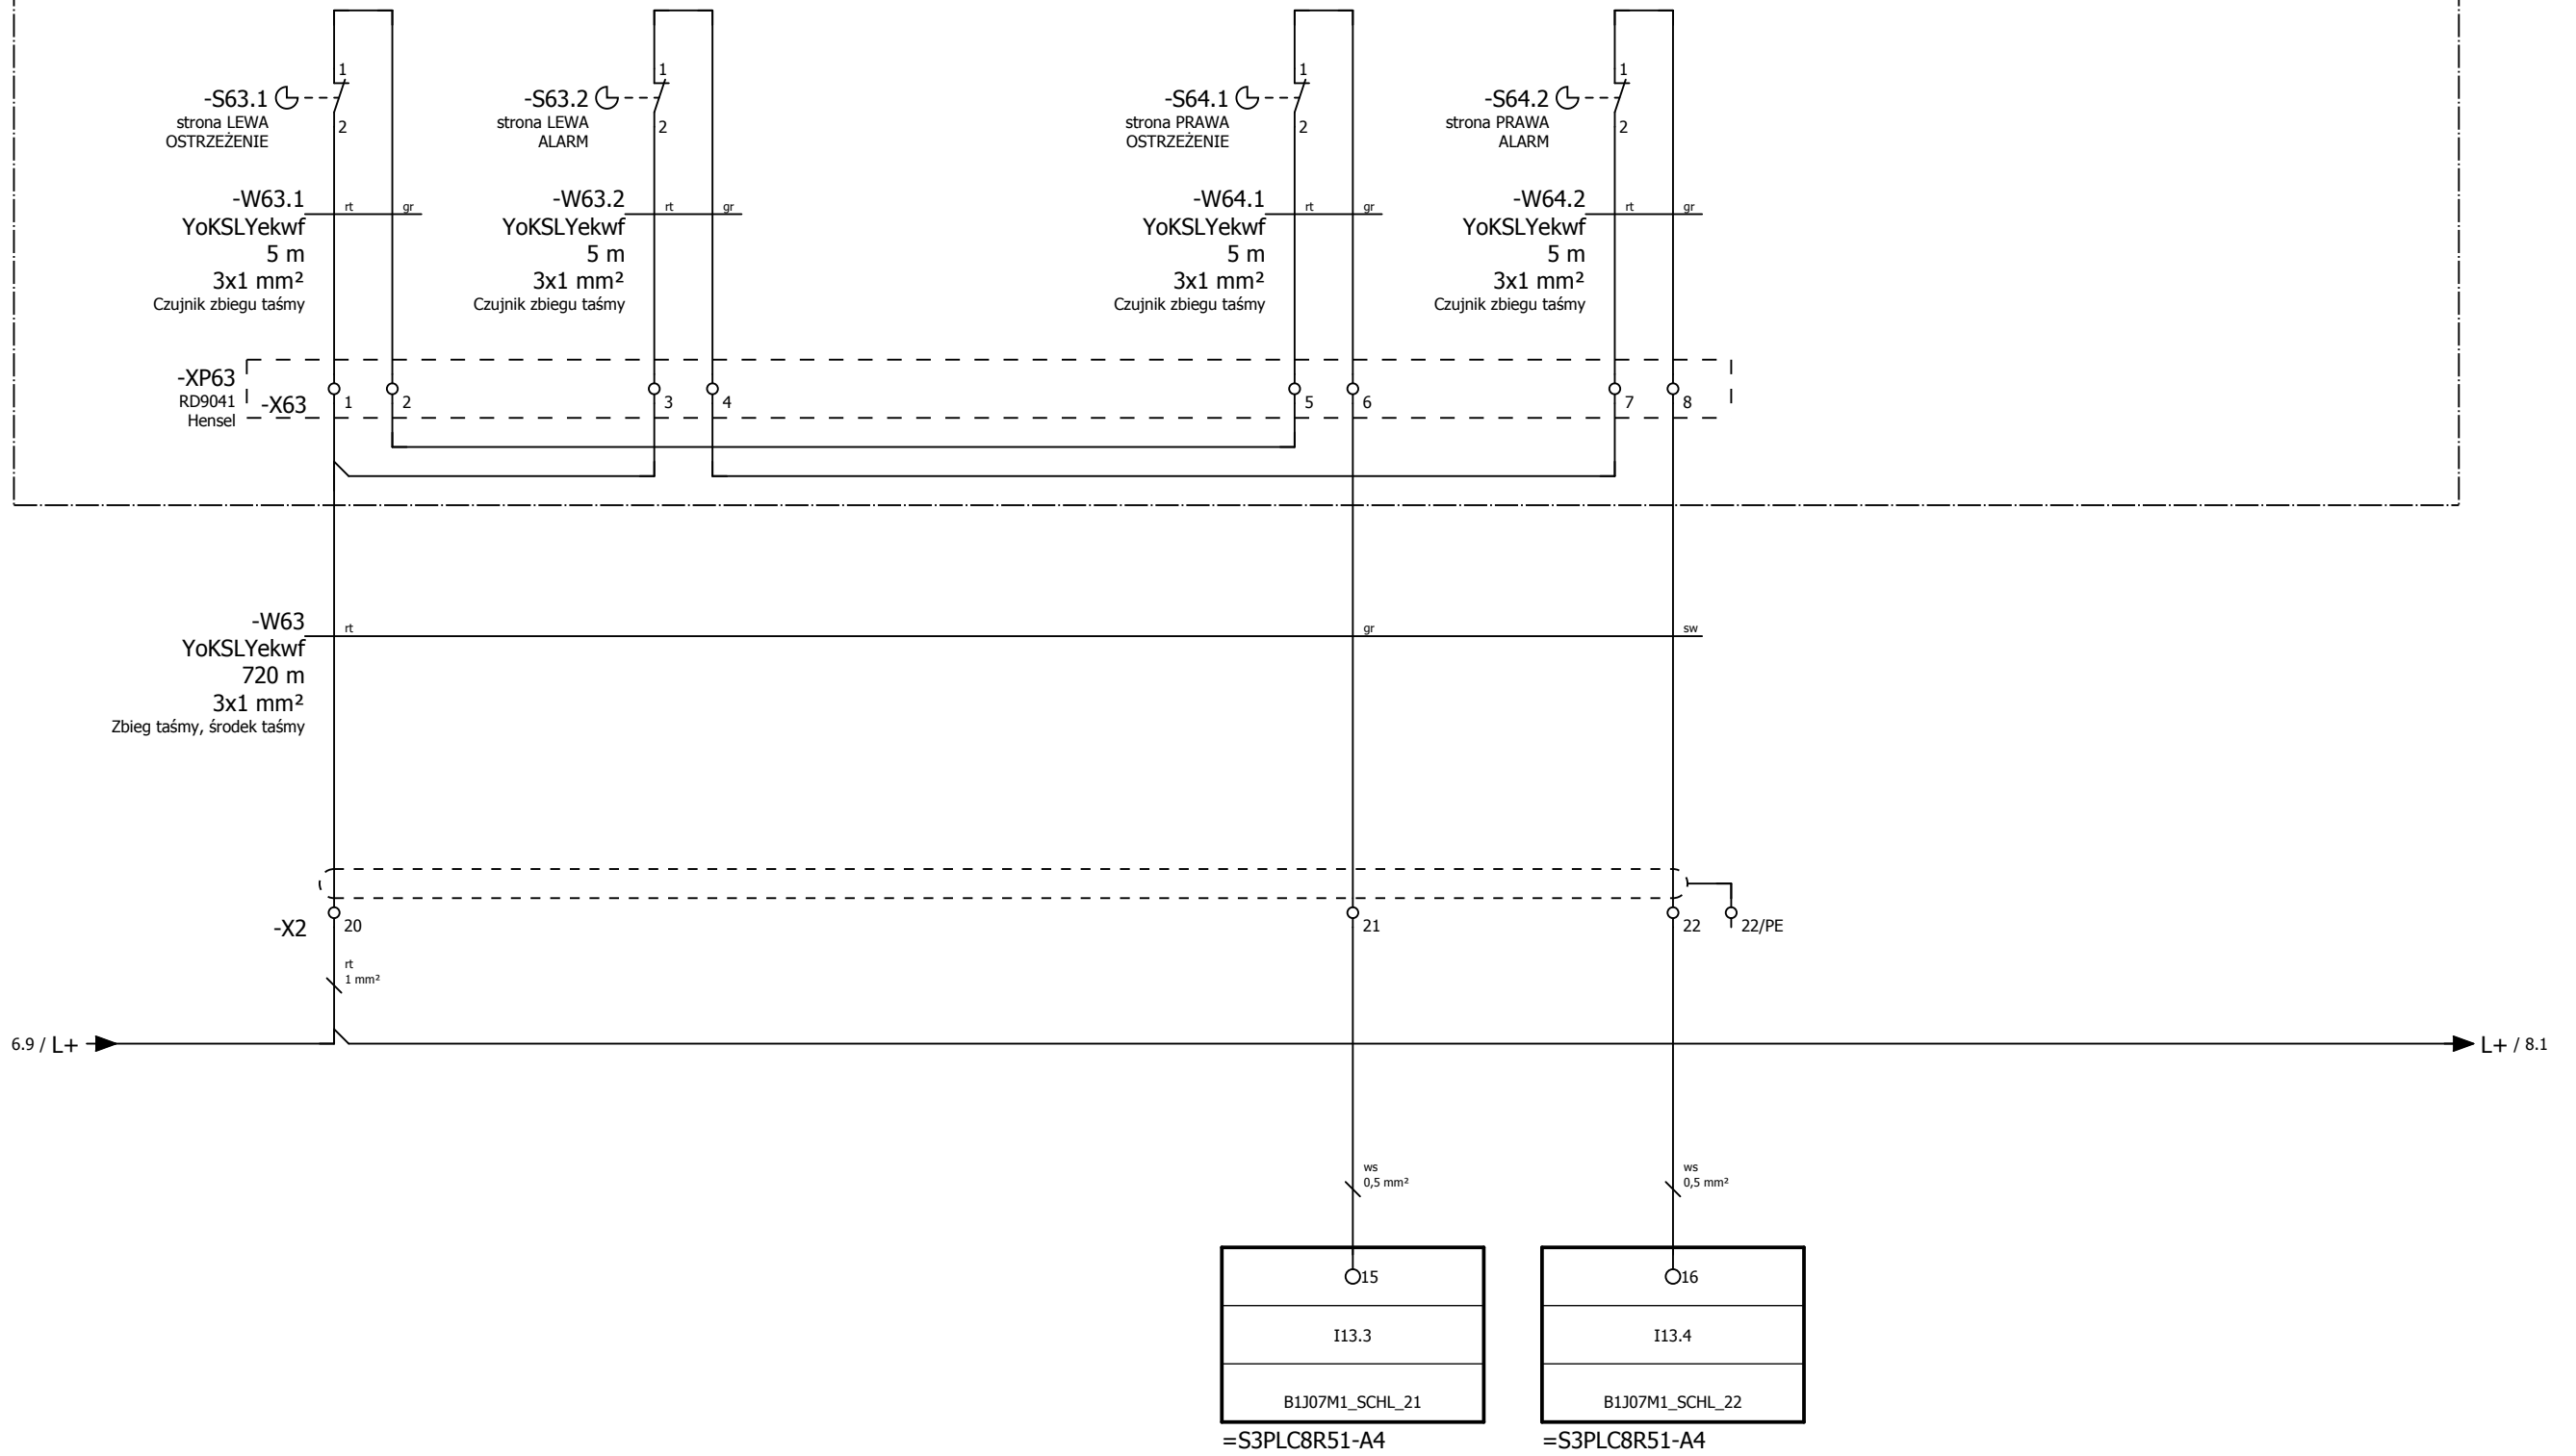 1
1
1
1
-S63.1
strona LEWA
OSTRZEŻENIE
2
-S63.2
strona LEWA
ALARM
2
-S64.1
strona PRAWA
OSTRZEŻENIE
2
-S64.2
strona PRAWA
ALARM
2
-W63.1
YoKSLYekwf
5 m
3x1 mm²
Czujnik zbiegu taśmy
rt
gr
-W63.2
YoKSLYekwf
5 m
3x1 mm²
Czujnik zbiegu taśmy
rt
gr
-W64.1
YoKSLYekwf
5 m
3x1 mm²
Czujnik zbiegu taśmy
rt
gr
-W64.2
YoKSLYekwf
5 m
3x1 mm²
Czujnik zbiegu taśmy
rt
gr
-XP63
RD9041
Hensel
-X63
1
2
3
4
5
6
7
8
-W63
YoKSLYekwf
720 m
3x1 mm²
Zbieg taśmy, środek taśmy
rt
gr
sw
-X2
20
21
22
22/PE
rt
1 mm²
6.9 / L+
L+ / 8.1
ws
0,5 mm²
ws
0,5 mm²
15
I13.3
B1J07M1_SCHL_21
=S3PLC8R51-A4
16
I13.4
B1J07M1_SCHL_22
=S3PLC8R51-A4